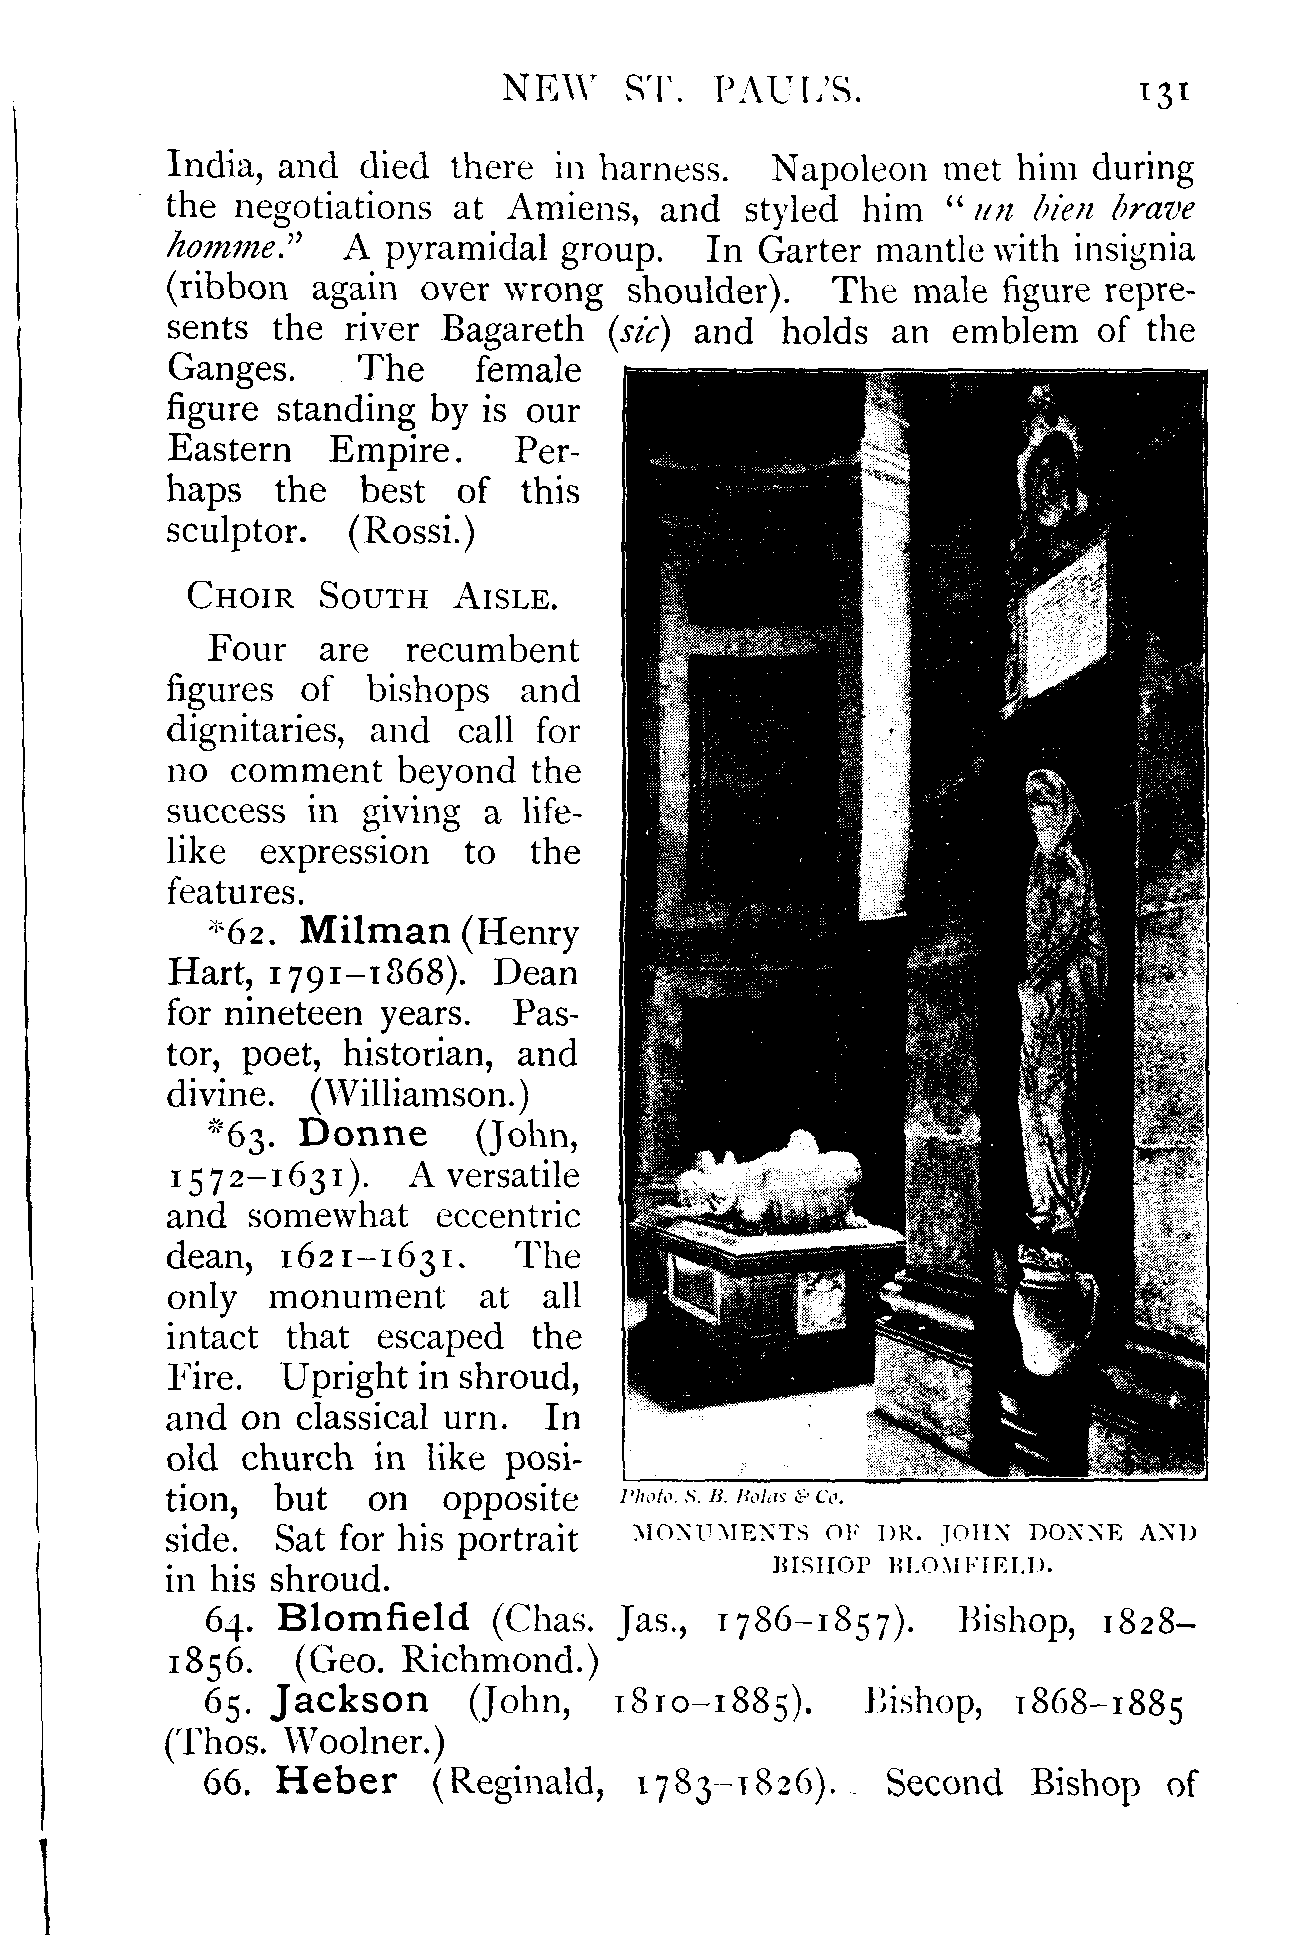 NEW ST. PAUL'S. 131
India, and died there in harness. Napoleon met him during
the negotiations at Amiens, and styled him “un bien brave
homme.” A pyramidal group. In Garter mantle with insignia
(ribbon again over wrong shoulder). The male figure repre-
sents the river Bagareth (sic) and holds an emblem of the
Ganges. The female
figure standing by is our
Eastern Empire. Per-
haps the best of this
sculptor. (Rossi.)
CHOIR SOUTH AISLE.
Four are recumbent
figures of bishops and
dignitaries, and call for
no comment beyond the
success in giving a life-
like expression to the
features.
*62. Milman (Henry
Hart, 1791–1868). Dean
for nineteen years. Pas-
tor, poet, historian, and
divine. (Williamson.)
*63. Donne (John,
1572–1631). A versatile
and somewhat eccentric
dean, 1621–1631. The
only monument at all
intact that escaped the
Fire. Upright in shroud,
and on classical urn. In
old church in like posi-
tion, but on opposite
side. Sat for his portrait
in his shroud.
Photo. S. B. Bolas & Co.
MONUMENTS OF DR. JOHN DONNE AND
BISHOP BLOMFIELD.
64. Blomfield (Chas. Jas., 1786–1857). Bishop, 1828–
1856. (Geo. Richmond.)
65. Jackson (John, 1810–1885). Bishop, 1868–1885
(Thos. Woolner.)
66. Heber (Reginald, 1783–1826). Second Bishop of